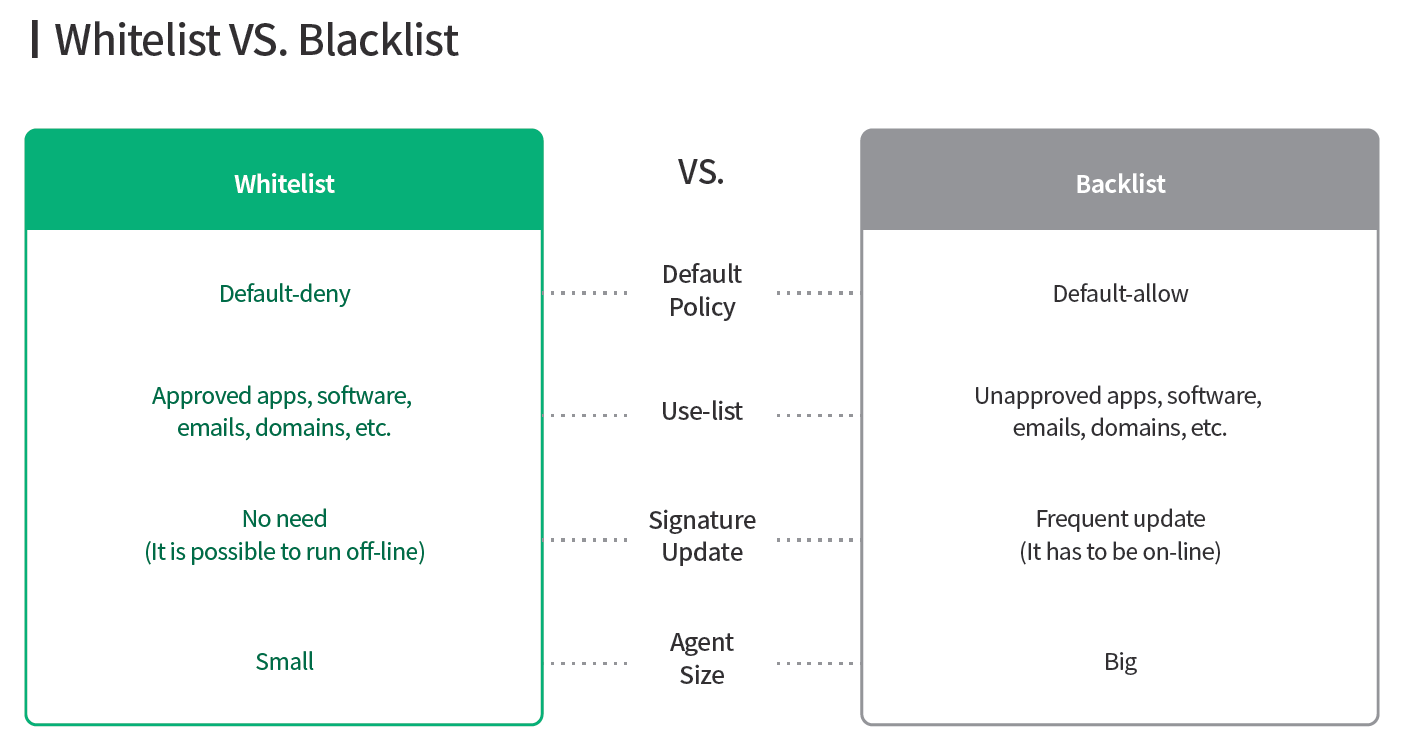 Whitelist VS. Blacklist
Whitelist
VS.
Backlist
Default-deny
Default
Policy
Default-allow
Approved apps, software,
emails, domains, etc.
Use-list
Unapproved apps, software,
emails, domains, etc.
No need
(It is possible to run off-line)
Signature
Update
Frequent update
(It has to be on-line)
Small
Agent
Size
Big